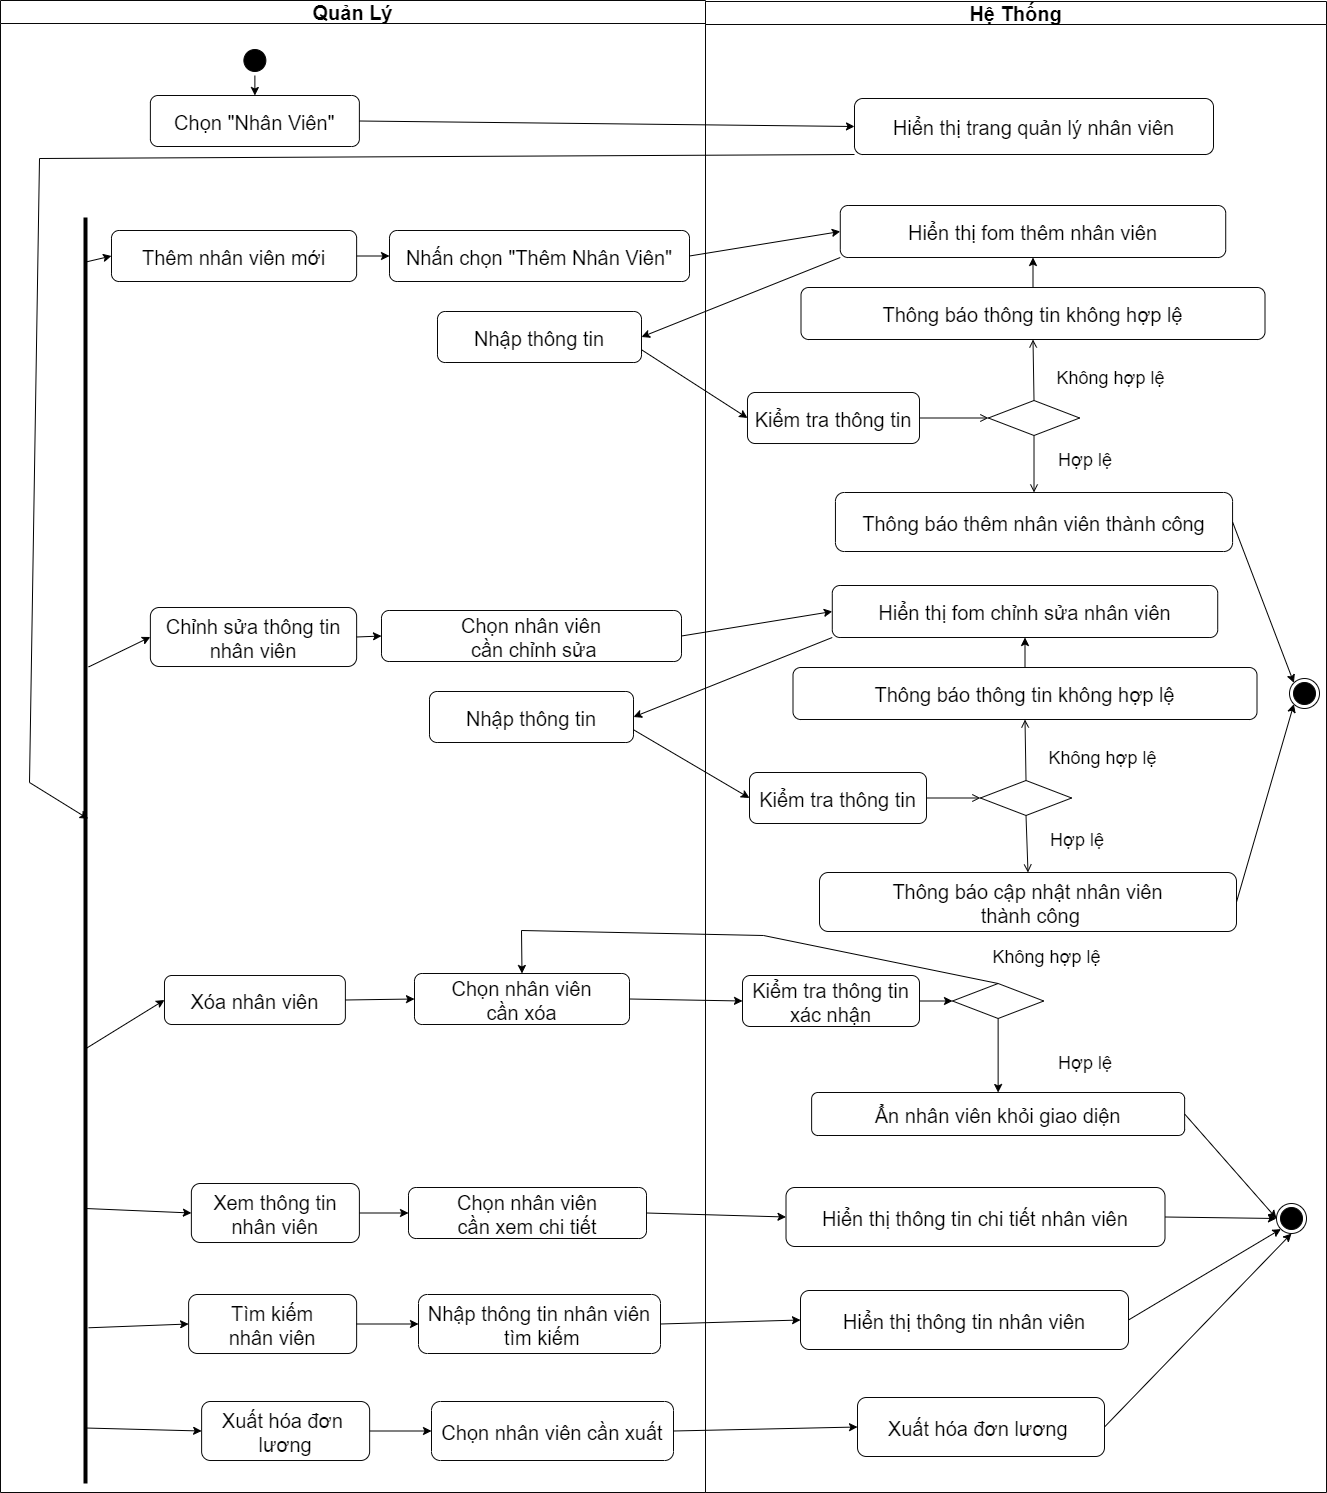 Quản Lý
Hệ Thống
Chọn "Nhân Viên"
Hiển thị trang quản lý nhân viên
Thêm nhân viên mới
Nhấn chọn "Thêm Nhân Viên"
Hiển thị fom thêm nhân viên
Thông báo thông tin không hợp lệ
Nhập thông tin
Không hợp lệ
Kiểm tra thông tin
Hợp lệ
Thông báo thêm nhân viên thành công
Chỉnh sửa thông tin
nhân viên
Chọn nhân viên
cần chỉnh sửa
Hiển thị fom chỉnh sửa nhân viên
Thông báo thông tin không hợp lệ
Nhập thông tin
Không hợp lệ
Kiểm tra thông tin
Hợp lệ
Thông báo cập nhật nhân viên
thành công
Không hợp lệ
Xóa nhân viên
Chọn nhân viên
cần xóa
Kiểm tra thông tin
xác nhận
Hợp lệ
Ẩn nhân viên khỏi giao diện
Xem thông tin
nhân viên
Chọn nhân viên
cần xem chi tiết
Hiển thị thông tin chi tiết nhân viên
Tìm kiếm
nhân viên
Nhập thông tin nhân viên
tìm kiếm
Hiển thị thông tin nhân viên
Xuất hóa đơn
lương
Chọn nhân viên cần xuất
Xuất hóa đơn lương